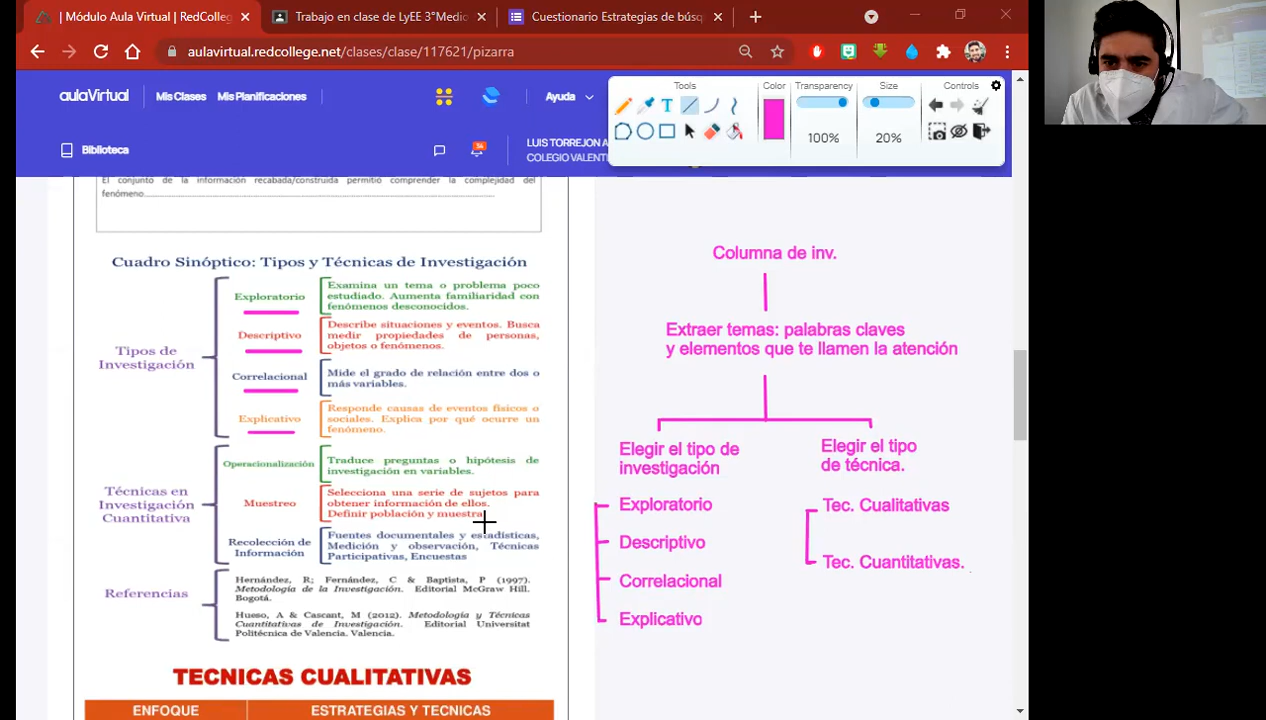 | Módulo Aula Virtual | RedColleg
Trabajo en clase de LyEE 3°Medio
Cuestionario Estrategias de búsq
aulavirtual.redcollege.net/clases/clase/117621/pizarra
aulaVirtual
Mis Clases
Mis Planificaciones
Ayuda
Biblioteca
LUIS TORREJON A
COLEGIO VALENTI
Tools
Color
Transparency
Size
Controls
100%
20%
El conjunto de la información recabada/construida permitió comprender la complejidad del
fenómeno
Cuadro Sinóptico: Tipos y Técnicas de Investigación
Tipos de
Investigación
Exploratorio
Examina un tema o problema poco
estudiado. Aumenta familiaridad con
fenómenos desconocidos.
Descriptivo
Describe situaciones y eventos. Busca
medir propiedades de personas,
objetos o fenómenos.
Correlacional
Mide el grado de relación entre dos o
más variables.
Explicativo
Responde causas de eventos físicos o
sociales. Explica por qué ocurre un
fenómeno.
Técnicas en
Investigación
Cuantitativa
Operacionalización
Traduce preguntas o hipótesis de
investigación en variables.
Muestreo
Selecciona una serie de sujetos para
obtener información de ellos.
Definir población y muestra
Recolección de
Información
Fuentes documentales y estadísticas,
Medición y observación, Técnicas
Participativas, Encuestas
Referencias
Hernández, R; Fernández, C & Baptista, P (1997).
Metodología de la Investigación. Editorial McGraw Hill.
Bogotá.
Hueso, A & Cascant, M (2012). Metodología y Técnicas
Cuantitativas de Investigación. Editorial Universitat
Politécnica de Valencia. Valencia.
TECNICAS CUALITATIVAS
ENFOQUE
ESTRATEGIAS Y TECNICAS
Columna de inv.
Extraer temas: palabras claves
y elementos que te llamen la atención
Elegir el tipo de
investigación
Exploratorio
Descriptivo
Correlacional
Explicativo
Elegir el tipo
de técnica.
Tec. Cualitativas
Tec. Cuantitativas.